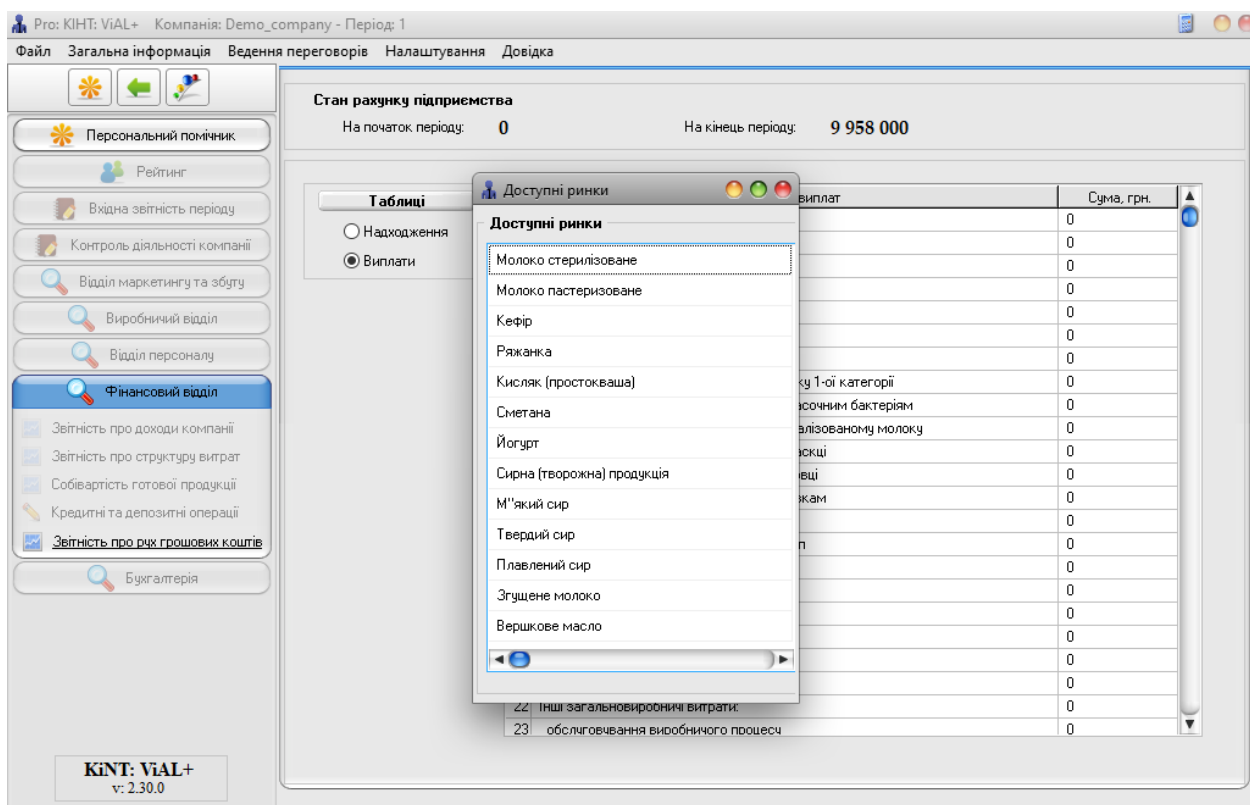 Pro: КІНТ: ViAL+ Компанія: Demo_company - Період: 1
Файл Загальна інформація Ведення переговорів Налаштування Довідка
Стан рахунку підприємства
На початок періоду: 0 На кінець періоду: 9 958 000
Персональний помічник
Рейтинг
Вхідна звітність періоду
Контроль діяльності компанії
Відділ маркетингу та збуту
Виробничий відділ
Відділ персоналу
Фінансовий відділ
Звітність про доходи компанії
Звітність про структуру витрат
Собівартість готової продукції
Кредитні та депозитні операції
Звітність про рух грошових коштів
Бухгалтерія
KiNT: ViAL+
v: 2.30.0
Таблиці
Надходження
Виплати
Доступні ринки
Доступні ринки
Молоко стерилізоване
Молоко пастеризоване
Кефір
Ряжанка
Кисляк (простокваша)
Сметана
Йогурт
Сирна (творожна) продукція
М''який сир
Твердий сир
Плавлений сир
Згущене молоко
Вершкове масло
виплат Сума, грн.
0
0
0
0
0
0
0
ку 1-ої категорії 0
асочним бактеріям 0
алізованому молоку 0
аскці 0
овці 0
вкам 0
0
п 0
0
0
0
0
0
0
22 Інші загальновиробничі витрати: 0
23 обслуговування виробничого процесу 0